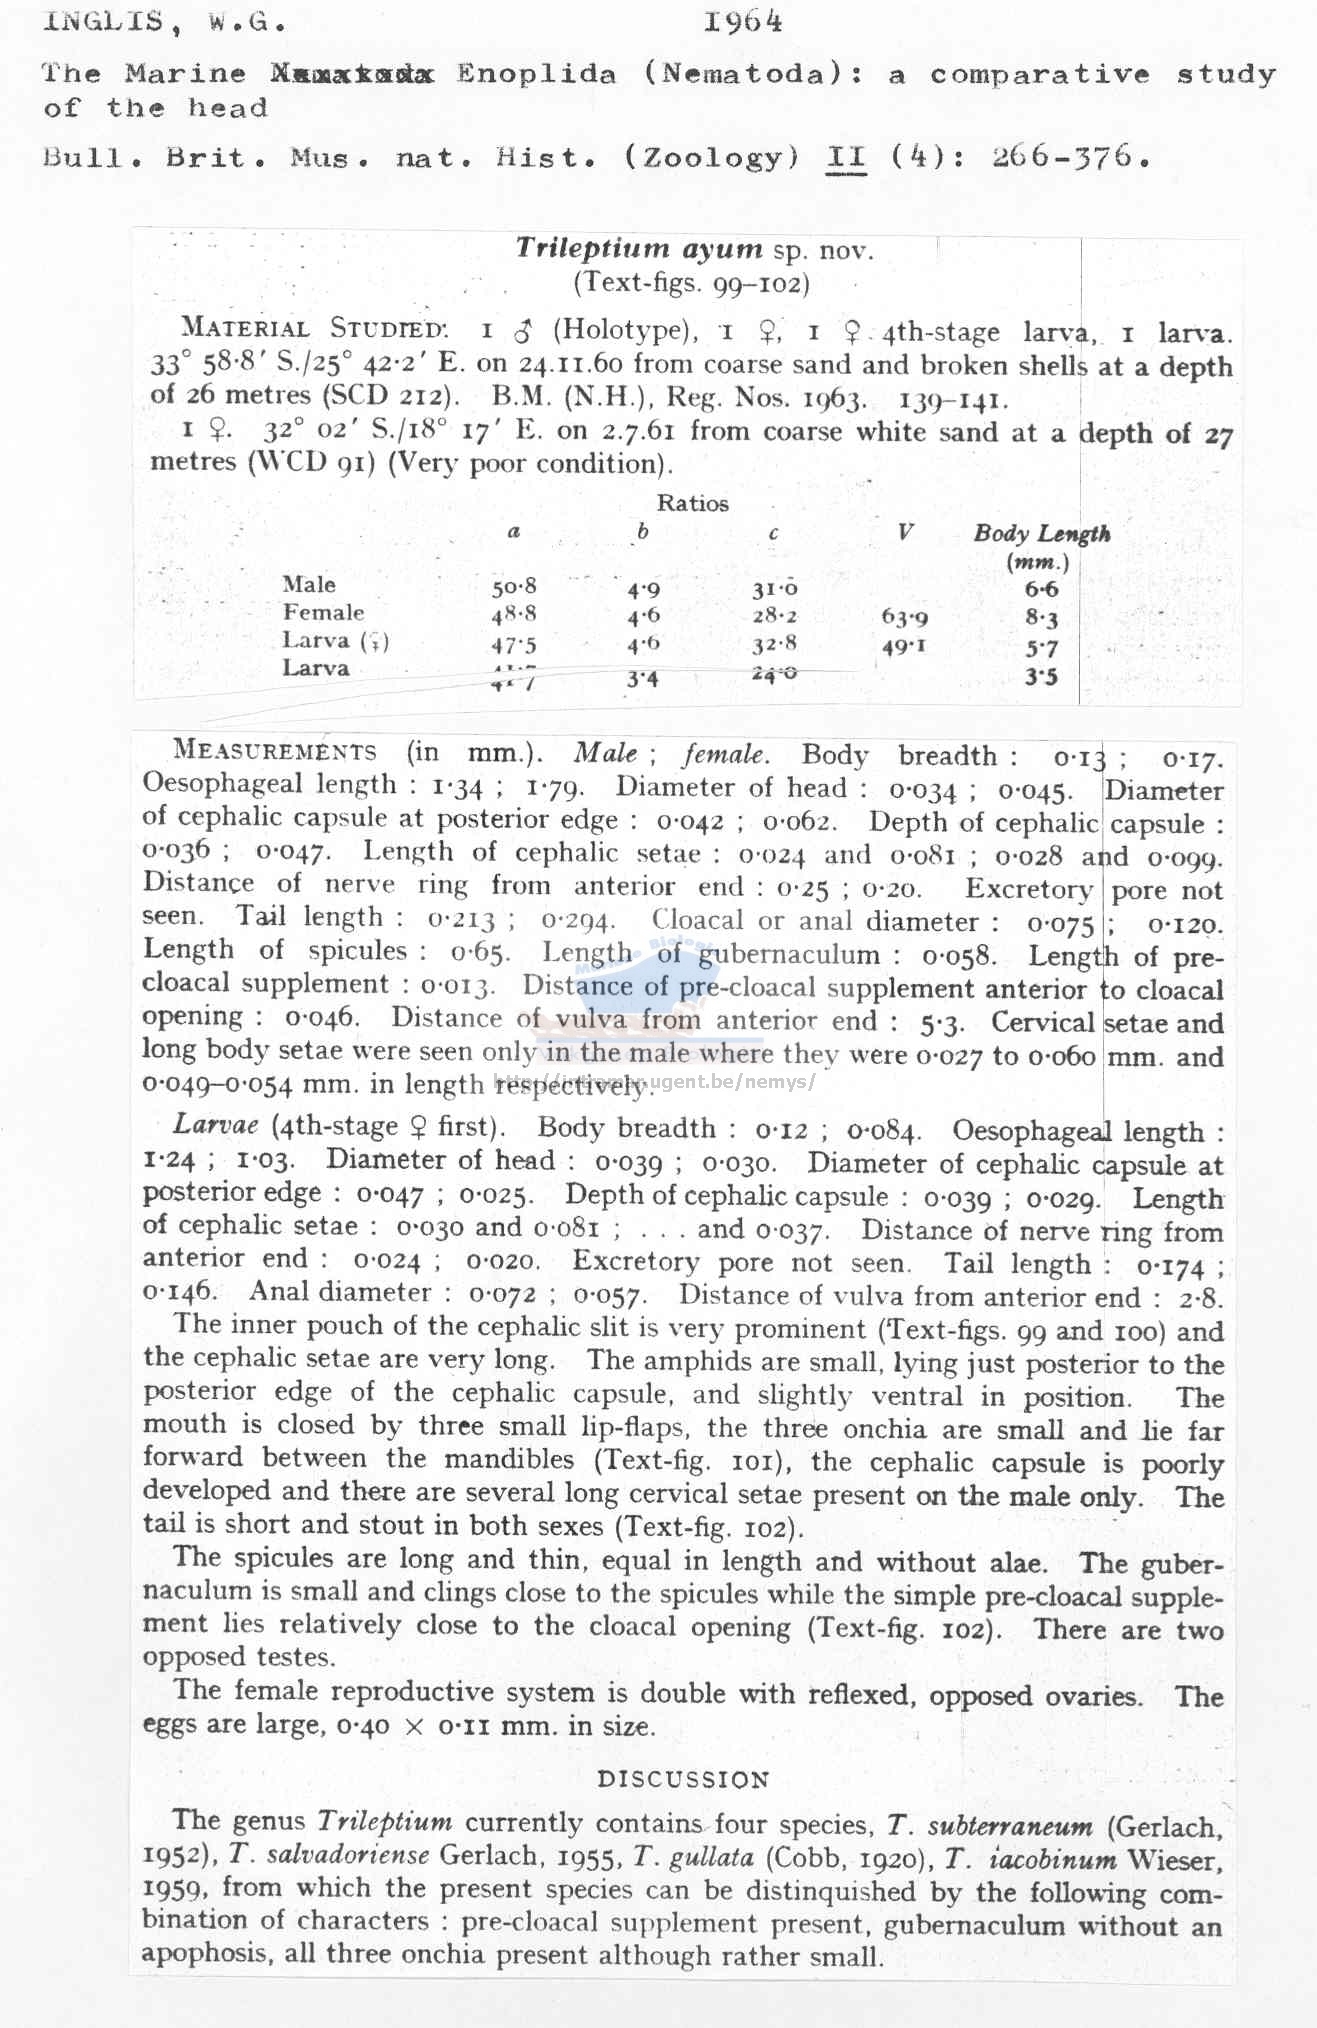 INGLIS, W.G. 1964
The Marine Enoplida (Nematoda): a comparative study
of the head
Bull. Brit. Mus. nat. Hist. (Zoology) II (4): 266-376.
Trileptium ayum sp. nov.
(Text-figs. 99–102)
MATERIAL STUDIED: 1 ♂ (Holotype), 1 ♀, 1 ♀ 4th-stage larva, 1 larva.
33° 58·8′ S./25° 42·2′ E. on 24.11.60 from coarse sand and broken shells at a depth
of 26 metres (SCD 212). B.M. (N.H.), Reg. Nos. 1963. 139–141.
1 ♀. 32° 02′ S./18° 17′ E. on 2.7.61 from coarse white sand at a depth of 27
metres (WCD 91) (Very poor condition).
Ratios
a b c V Body Length
(mm.)
Male 50·8 4·9 31·0 6·6
Female 48·8 4·6 28·2 63·9 8·3
Larva (♀) 47·5 4·6 32·8 49·1 5·7
Larva 3·4 24·0 3·5
MEASUREMENTS (in mm.). Male ; female. Body breadth : 0·13 ; 0·17.
Oesophageal length : 1·34 ; 1·79. Diameter of head : 0·034 ; 0·045. Diameter
of cephalic capsule at posterior edge : 0·042 ; 0·062. Depth of cephalic capsule :
0·036 ; 0·047. Length of cephalic setae : 0·024 and 0·081 ; 0·028 and 0·099.
Distance of nerve ring from anterior end : 0·25 ; 0·20. Excretory pore not
seen. Tail length : 0·213 ; 0·294. Cloacal or anal diameter : 0·075 ; 0·120.
Length of spicules : 0·65. Length of gubernaculum : 0·058. Length of pre-
cloacal supplement : 0·013. Distance of pre-cloacal supplement anterior to cloacal
opening : 0·046. Distance of vulva from anterior end : 5·3. Cervical setae and
long body setae were seen only in the male where they were 0·027 to 0·060 mm. and
0·049–0·054 mm. in length respectively.
http://intramar.ugent.be/nemys/
Larvae (4th-stage ♀ first). Body breadth : 0·12 ; 0·084. Oesophageal length :
1·24 ; 1·03. Diameter of head : 0·039 ; 0·030. Diameter of cephalic capsule at
posterior edge : 0·047 ; 0·025. Depth of cephalic capsule : 0·039 ; 0·029. Length
of cephalic setae : 0·030 and 0·081 ; . . . and 0·037. Distance of nerve ring from
anterior end : 0·024 ; 0·020. Excretory pore not seen. Tail length : 0·174 ;
0·146. Anal diameter : 0·072 ; 0·057. Distance of vulva from anterior end : 2·8.
The inner pouch of the cephalic slit is very prominent (Text-figs. 99 and 100) and
the cephalic setae are very long. The amphids are small, lying just posterior to the
posterior edge of the cephalic capsule, and slightly ventral in position. The
mouth is closed by three small lip-flaps, the three onchia are small and lie far
forward between the mandibles (Text-fig. 101), the cephalic capsule is poorly
developed and there are several long cervical setae present on the male only. The
tail is short and stout in both sexes (Text-fig. 102).
The spicules are long and thin, equal in length and without alae. The guber-
naculum is small and clings close to the spicules while the simple pre-cloacal supple-
ment lies relatively close to the cloacal opening (Text-fig. 102). There are two
opposed testes.
The female reproductive system is double with reflexed, opposed ovaries. The
eggs are large, 0·40 × 0·11 mm. in size.
DISCUSSION
The genus Trileptium currently contains four species, T. subterraneum (Gerlach,
1952), T. salvadoriense Gerlach, 1955, T. gullata (Cobb, 1920), T. iacobinum Wieser,
1959, from which the present species can be distinquished by the following com-
bination of characters : pre-cloacal supplement present, gubernaculum without an
apophosis, all three onchia present although rather small.